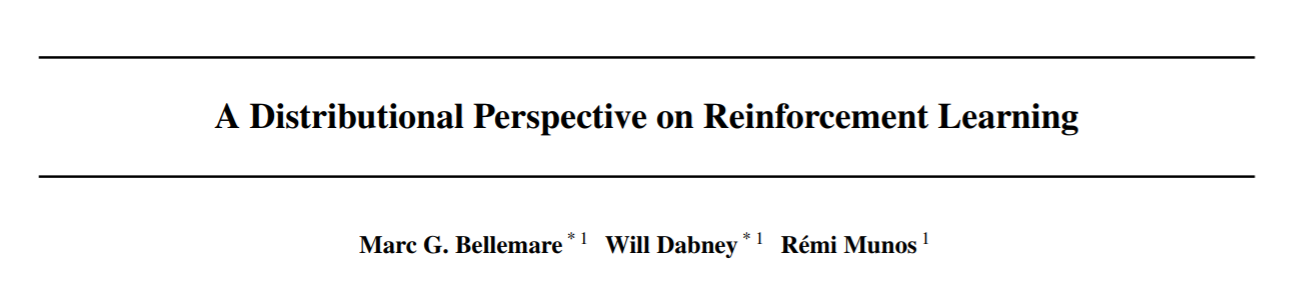 A Distributional Perspective on Reinforcement Learning
Marc G. Bellemare * 1 Will Dabney * 1 Rémi Munos 1